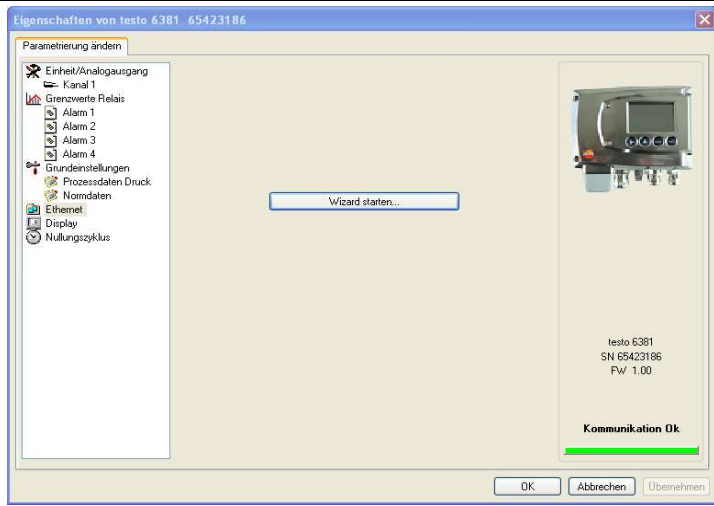 Eigenschaften von testo 6381 65423186
Parametrierung ändern
Einheit/Analogausgang
Kanal 1
Grenzwerte Relais
Alarm 1
Alarm 2
Alarm 3
Alarm 4
Grundeinstellungen
Prozessdaten Druck
Normdaten
Ethernet
Display
Nullungszyklus
Wizard starten...
testo 6381
SN 65423186
FW 1.00
Kommunikation Ok
OK
Abbrechen
Übernehmen